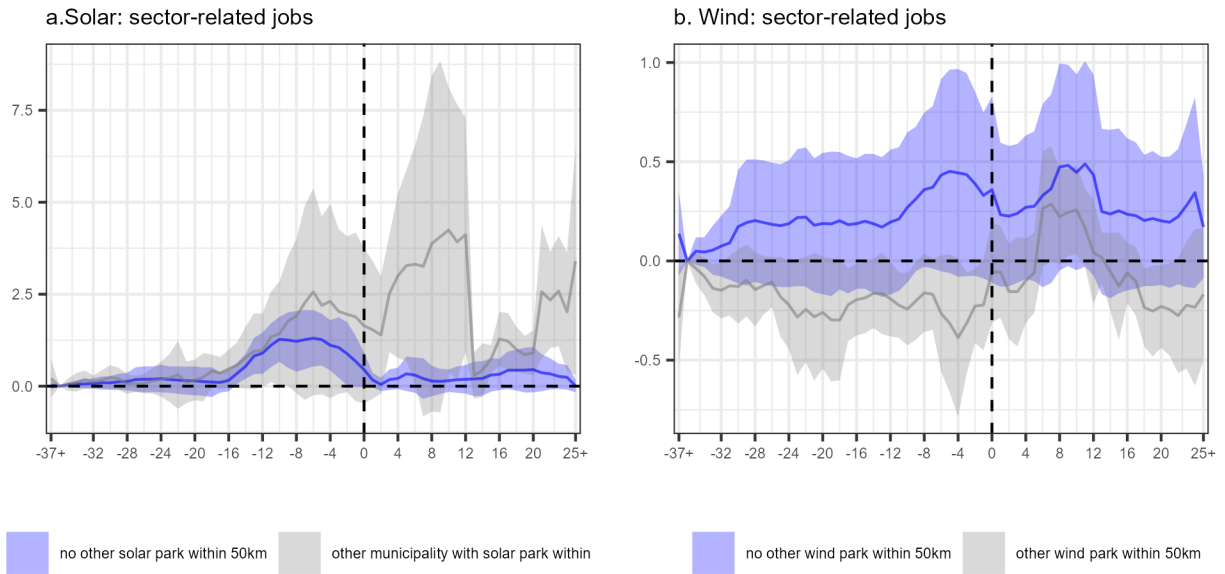 a.Solar: sector-related jobs
7.5
5.0
2.5
0.0
-37+ -32 -28 -24 -20 -16 -12 -8 -4 0 4 8 12 16 20 25+
no other solar park within 50km other municipality with solar park within
b. Wind: sector-related jobs
1.0
0.5
0.0
-0.5
-37+ -32 -28 -24 -20 -16 -12 -8 -4 0 4 8 12 16 20 25+
no other wind park within 50km other wind park within 50km